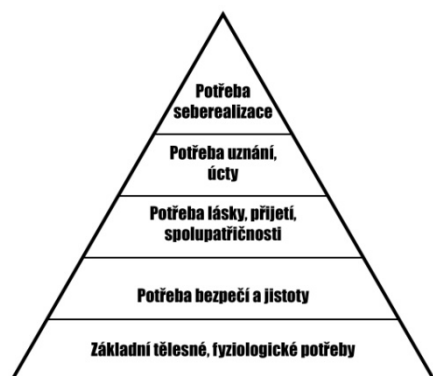 Potřeba
seberealizace
Potřeba uznání,
úcty
Potřeba lásky, přijetí,
spolupatřičnosti
Potřeba bezpečí a jistoty
Základní tělesné, fyziologické potřeby